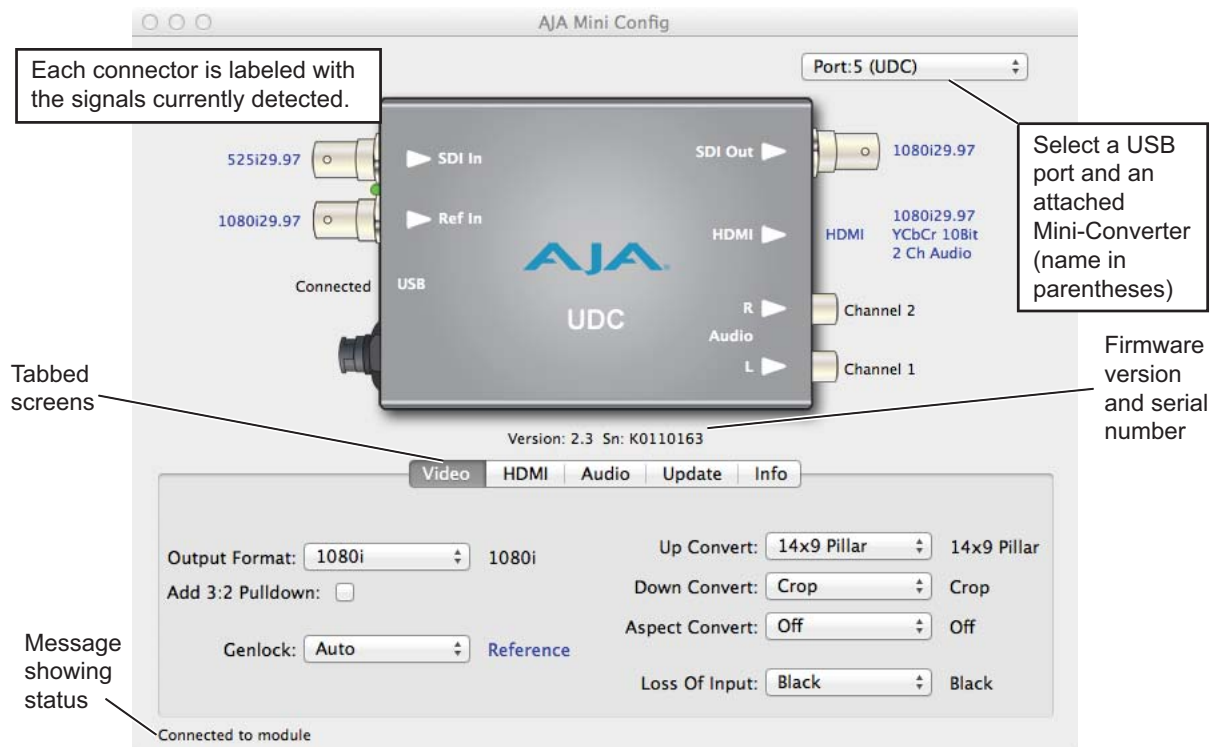 AJA Mini Config
Each connector is labeled with
the signals currently detected.
Port:5 (UDC)
Select a USB
port and an
attached
Mini-Converter
(name in
parentheses)
525i29.97
SDI In
SDI Out
1080i29.97
1080i29.97
Ref In
HDMI
HDMI
1080i29.97
YCbCr 10Bit
2 Ch Audio
Connected
USB
AJA
UDC
R
Channel 2
Audio
L
Channel 1
Tabbed
screens
Firmware
version
and serial
number
Version: 2.3 Sn: K0110163
Video HDMI Audio Update Info
Output Format: 1080i 1080i
Add 3:2 Pulldown:
Genlock: Auto Reference
Up Convert: 14x9 Pillar 14x9 Pillar
Down Convert: Crop Crop
Aspect Convert: Off Off
Loss Of Input: Black Black
Message
showing
status
Connected to module